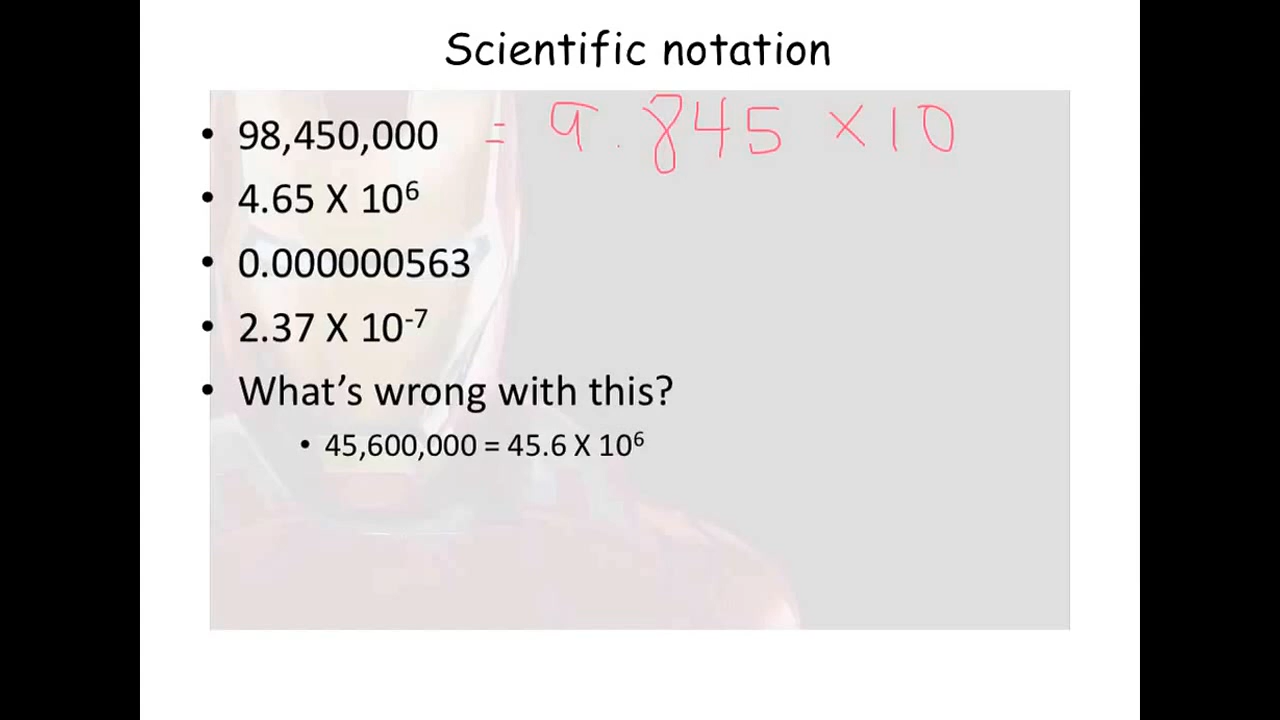 Scientific notation
• 98,450,000 = 9.845 × 10
• 4.65 X 10⁶
• 0.000000563
• 2.37 X 10⁻⁷
• What’s wrong with this?
• 45,600,000 = 45.6 X 10⁶